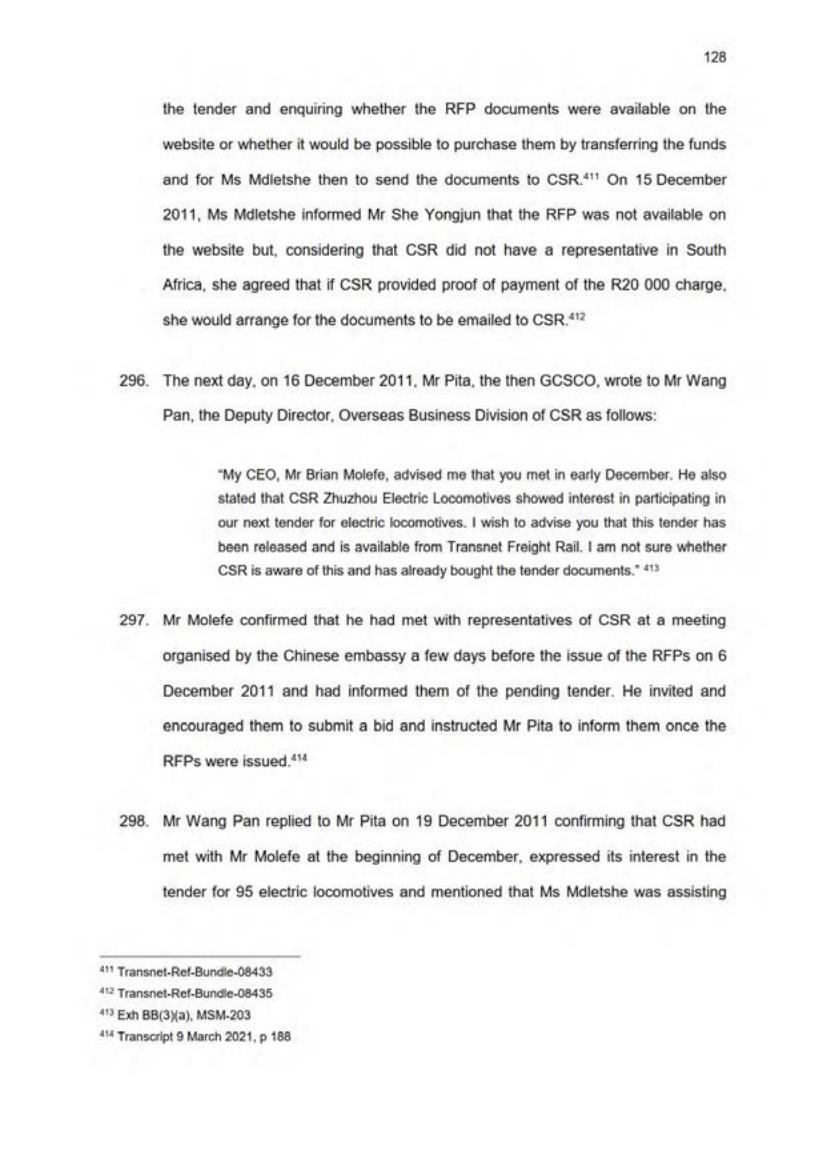 128
the tender and enquiring whether the RFP documents were available on the
website or whether it would be possible to purchase them by transferring the funds
and for Ms Mdletshe then to send the documents to CSR.411 On 15 December
2011, Ms Mdletshe informed Mr She Yongjun that the RFP was not available on
the website but, considering that CSR did not have a representative in South
Africa, she agreed that if CSR provided proof of payment of the R20 000 charge,
she would arrange for the documents to be emailed to CSR.412
296. The next day, on 16 December 2011, Mr Pita, the then GCSCO, wrote to Mr Wang
Pan, the Deputy Director, Overseas Business Division of CSR as follows:
“My CEO, Mr Brian Molefe, advised me that you met in early December. He also
stated that CSR Zhuzhou Electric Locomotives showed interest in participating in
our next tender for electric locomotives. I wish to advise you that this tender has
been released and is available from Transnet Freight Rail. I am not sure whether
CSR is aware of this and has already bought the tender documents.” 413
297. Mr Molefe confirmed that he had met with representatives of CSR at a meeting
organised by the Chinese embassy a few days before the issue of the RFPs on 6
December 2011 and had informed them of the pending tender. He invited and
encouraged them to submit a bid and instructed Mr Pita to inform them once the
RFPs were issued.414
298. Mr Wang Pan replied to Mr Pita on 19 December 2011 confirming that CSR had
met with Mr Molefe at the beginning of December, expressed its interest in the
tender for 95 electric locomotives and mentioned that Ms Mdletshe was assisting
411 Transnet-Ref-Bundle-08433
412 Transnet-Ref-Bundle-08435
413 Exh BB(3)(a), MSM-203
414 Transcript 9 March 2021, p 188